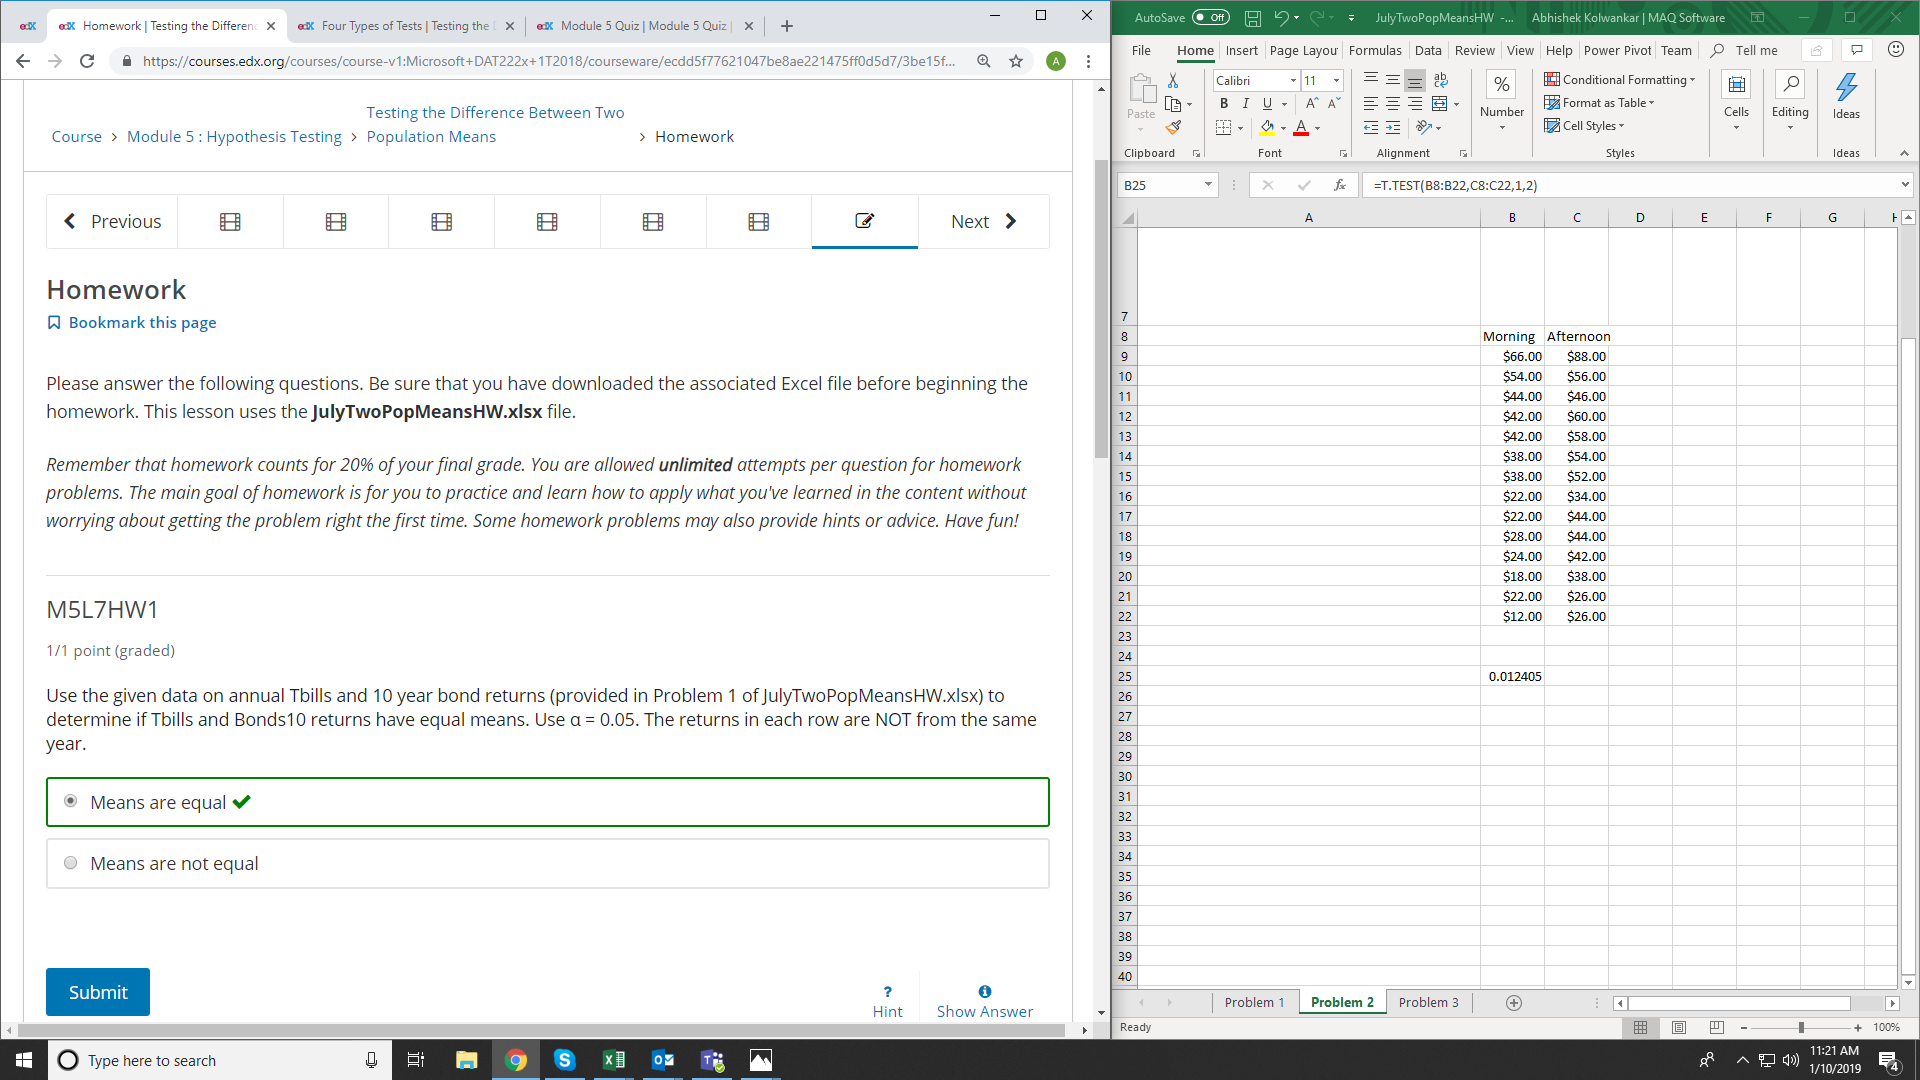 Homework | Testing the Differenc
Four Types of Tests | Testing the
Module 5 Quiz | Module 5 Quiz |
https://courses.edx.org/courses/course-v1:Microsoft+DAT222x+1T2018/courseware/ecdd5f77621047be8ae221475ff0d5d7/3be15f...
A
Testing the Difference Between Two
Course > Module 5 : Hypothesis Testing > Population Means > Homework
Previous
Next
Homework
Bookmark this page
Please answer the following questions. Be sure that you have downloaded the associated Excel file before beginning the
homework. This lesson uses the JulyTwoPopMeansHW.xlsx file.
Remember that homework counts for 20% of your final grade. You are allowed unlimited attempts per question for homework
problems. The main goal of homework is for you to practice and learn how to apply what you've learned in the content without
worrying about getting the problem right the first time. Some homework problems may also provide hints or advice. Have fun!
M5L7HW1
1/1 point (graded)
Use the given data on annual Tbills and 10 year bond returns (provided in Problem 1 of JulyTwoPopMeansHW.xlsx) to
determine if Tbills and Bonds10 returns have equal means. Use α = 0.05. The returns in each row are NOT from the same
year.
Means are equal
Means are not equal
Submit
? Hint
Show Answer
AutoSave Off JulyTwoPopMeansHW -... Abhishek Kolwankar | MAQ Software
File Home Insert Page Layou Formulas Data Review View Help Power Pivot Team Tell me
Paste
Calibri 11
B I U
Number
Conditional Formatting
Format as Table
Cell Styles
Cells
Editing
Ideas
Clipboard Font Alignment Styles Ideas
B25 fx =T.TEST(B8:B22,C8:C22,1,2)
A B C D E F G H
7
8 Morning Afternoon
9 $66.00 $88.00
10 $54.00 $56.00
11 $44.00 $46.00
12 $42.00 $60.00
13 $42.00 $58.00
14 $38.00 $54.00
15 $38.00 $52.00
16 $22.00 $34.00
17 $22.00 $44.00
18 $28.00 $44.00
19 $24.00 $42.00
20 $18.00 $38.00
21 $22.00 $26.00
22 $12.00 $26.00
23
24
25 0.012405
26
27
28
29
30
31
32
33
34
35
36
37
38
39
40
Problem 1 Problem 2 Problem 3
Ready
100%
Type here to search
11:21 AM
1/10/2019
4